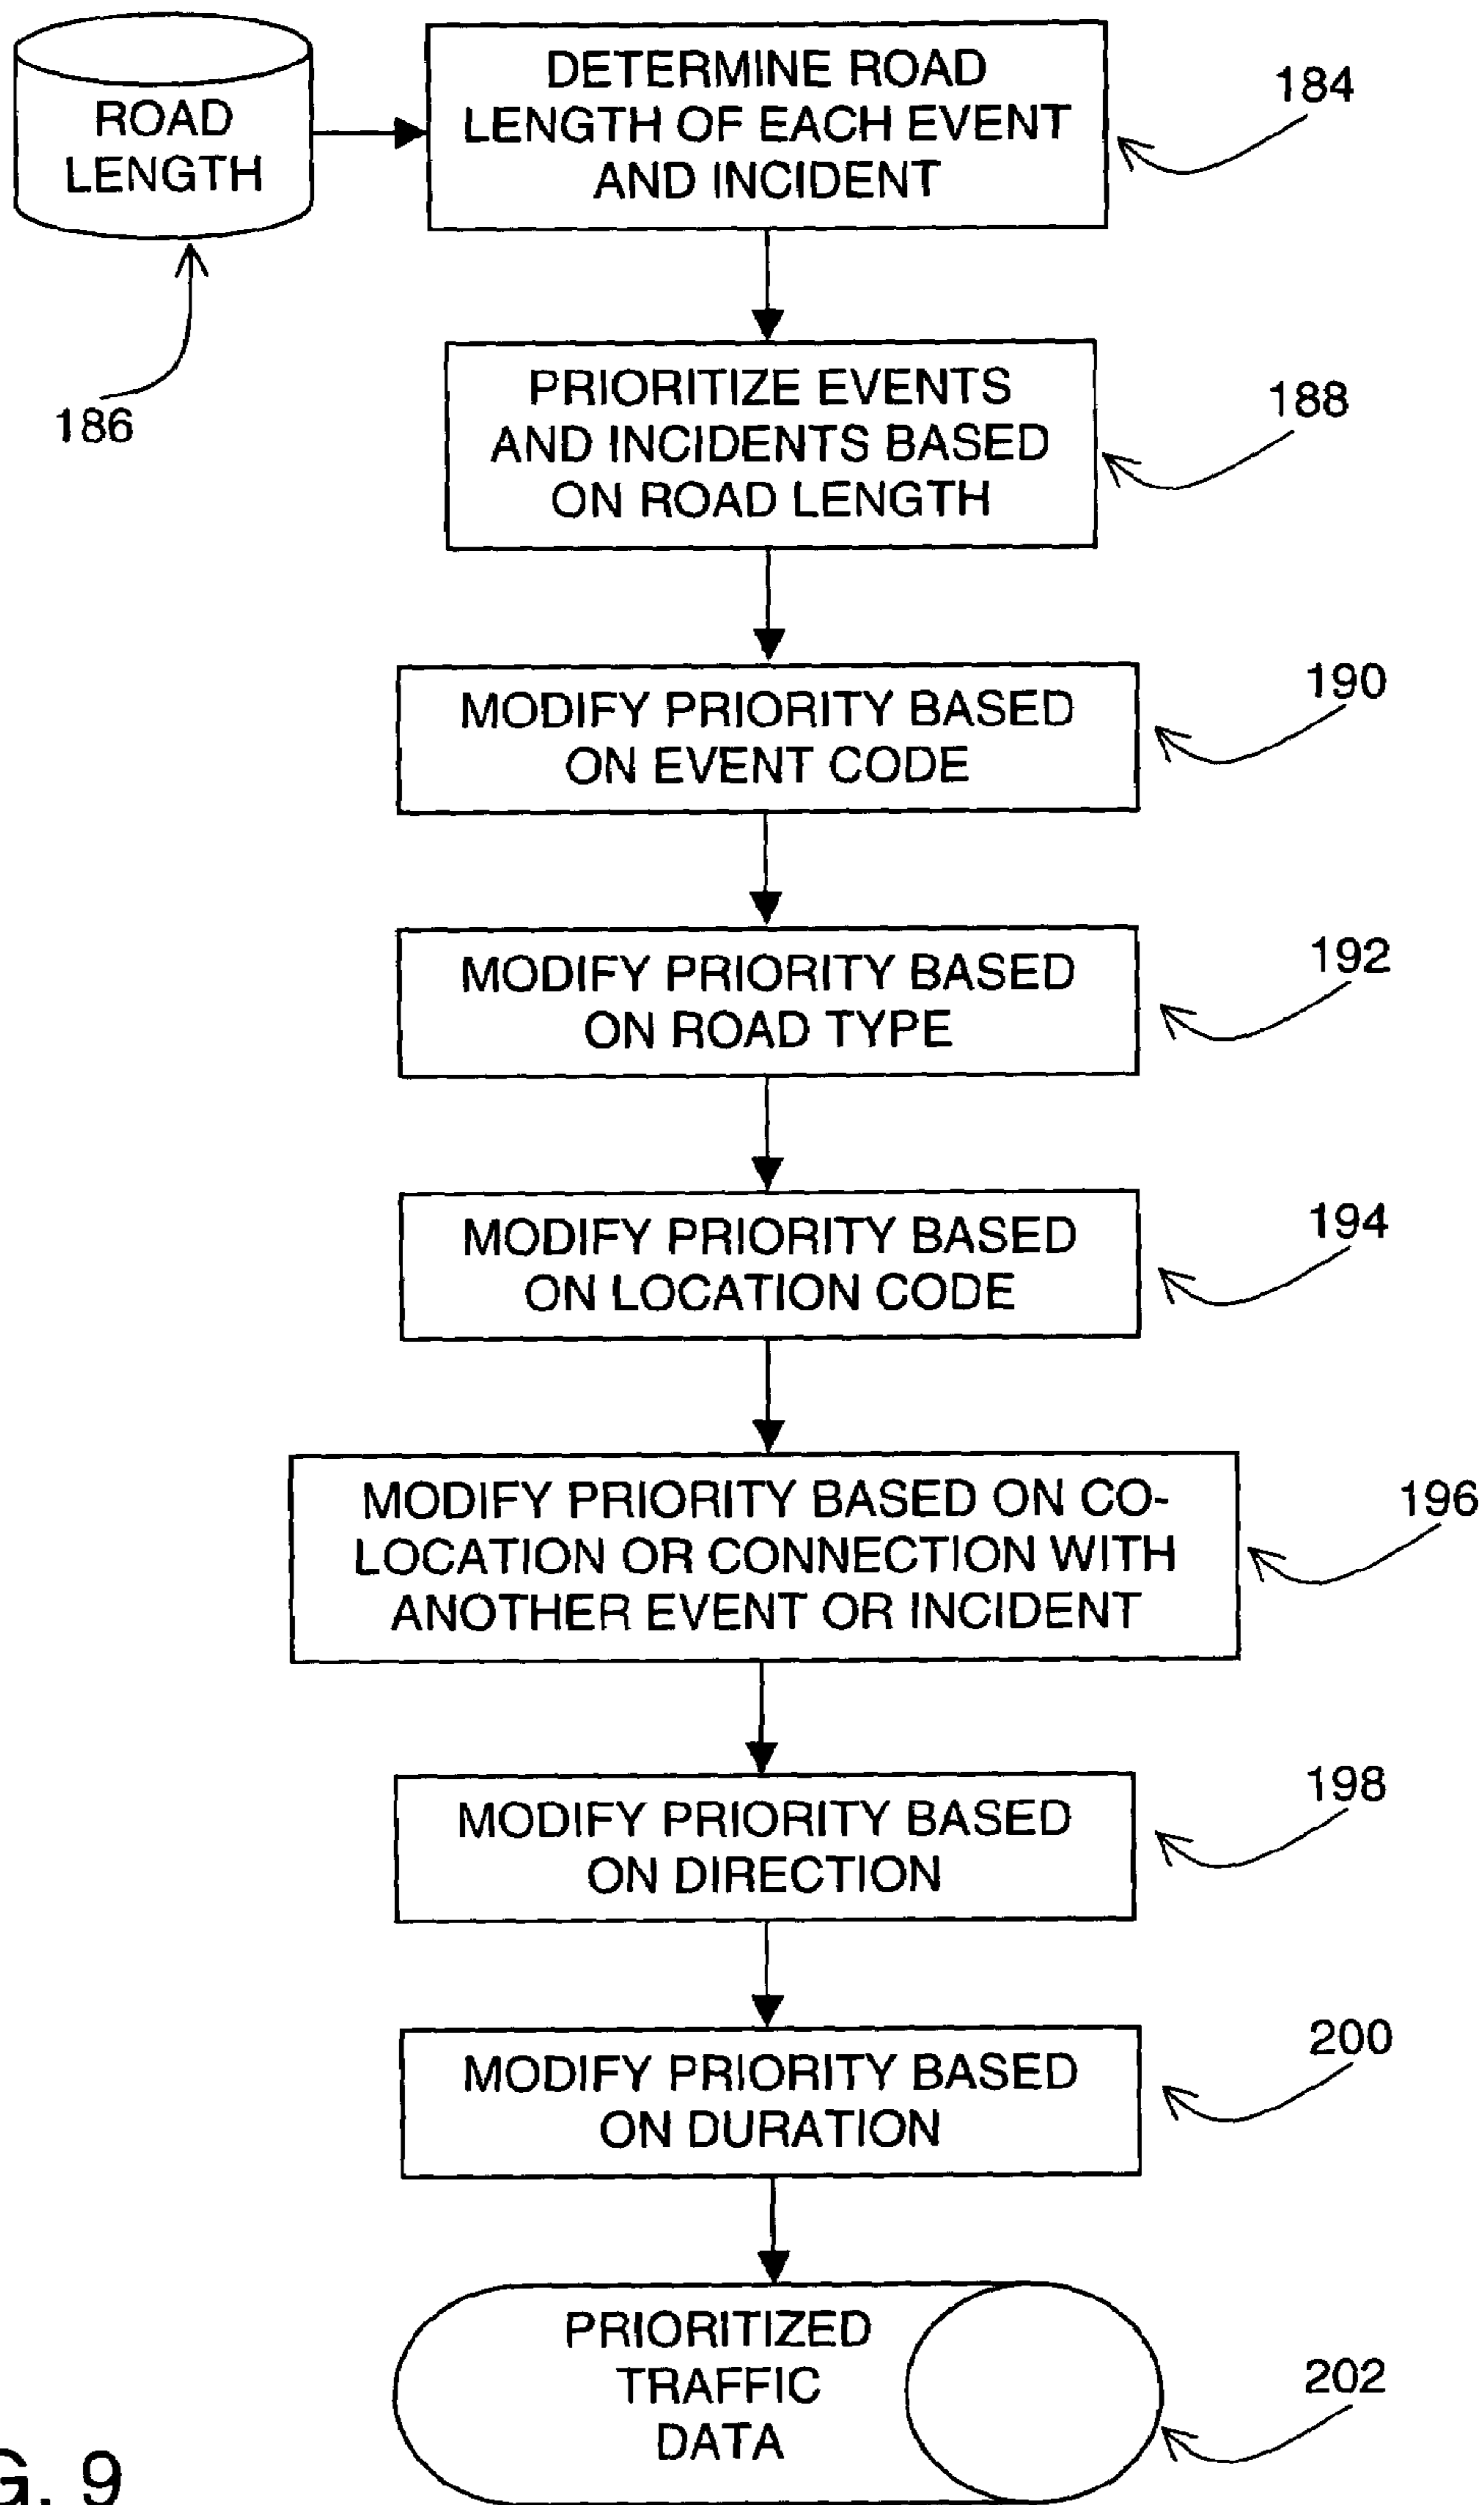 ROAD
LENGTH
DETERMINE ROAD
LENGTH OF EACH EVENT
AND INCIDENT
184
186
PRIORITIZE EVENTS
AND INCIDENTS BASED
ON ROAD LENGTH
188
MODIFY PRIORITY BASED
ON EVENT CODE
190
MODIFY PRIORITY BASED
ON ROAD TYPE
192
MODIFY PRIORITY BASED
ON LOCATION CODE
194
MODIFY PRIORITY BASED ON CO-
LOCATION OR CONNECTION WITH
ANOTHER EVENT OR INCIDENT
196
MODIFY PRIORITY BASED
ON DIRECTION
198
MODIFY PRIORITY BASED
ON DURATION
200
PRIORITIZED
TRAFFIC
DATA
202
G. 9